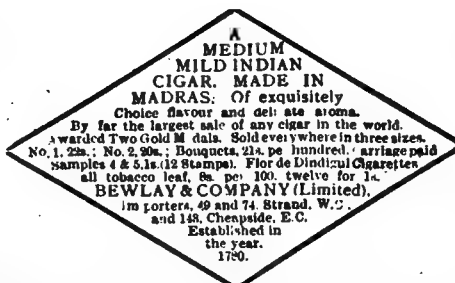 A
MEDIUM
MILD INDIAN
CIGAR. MADE IN
MADRAS. Of exquisitely
Choice flavour and delicate aroma.
By far the largest sale of any cigar in the world.
Awarded Two Gold Medals. Sold everywhere in three sizes.
No. 1, 22s.; No. 2, 20s.; Bouquets, 21s. per hundred, Carriage paid
Samples 4 & 5, 1s. (12 Stamps). Flor de Dindigul Cigarettes
all tobacco leaf, 8s. per 100, twelve for 1s.
BEWLAY & COMPANY (Limited),
Importers, 49 and 74, Strand, W.C.,
and 148, Cheapside, E.C.
Established in
the year.
1780.